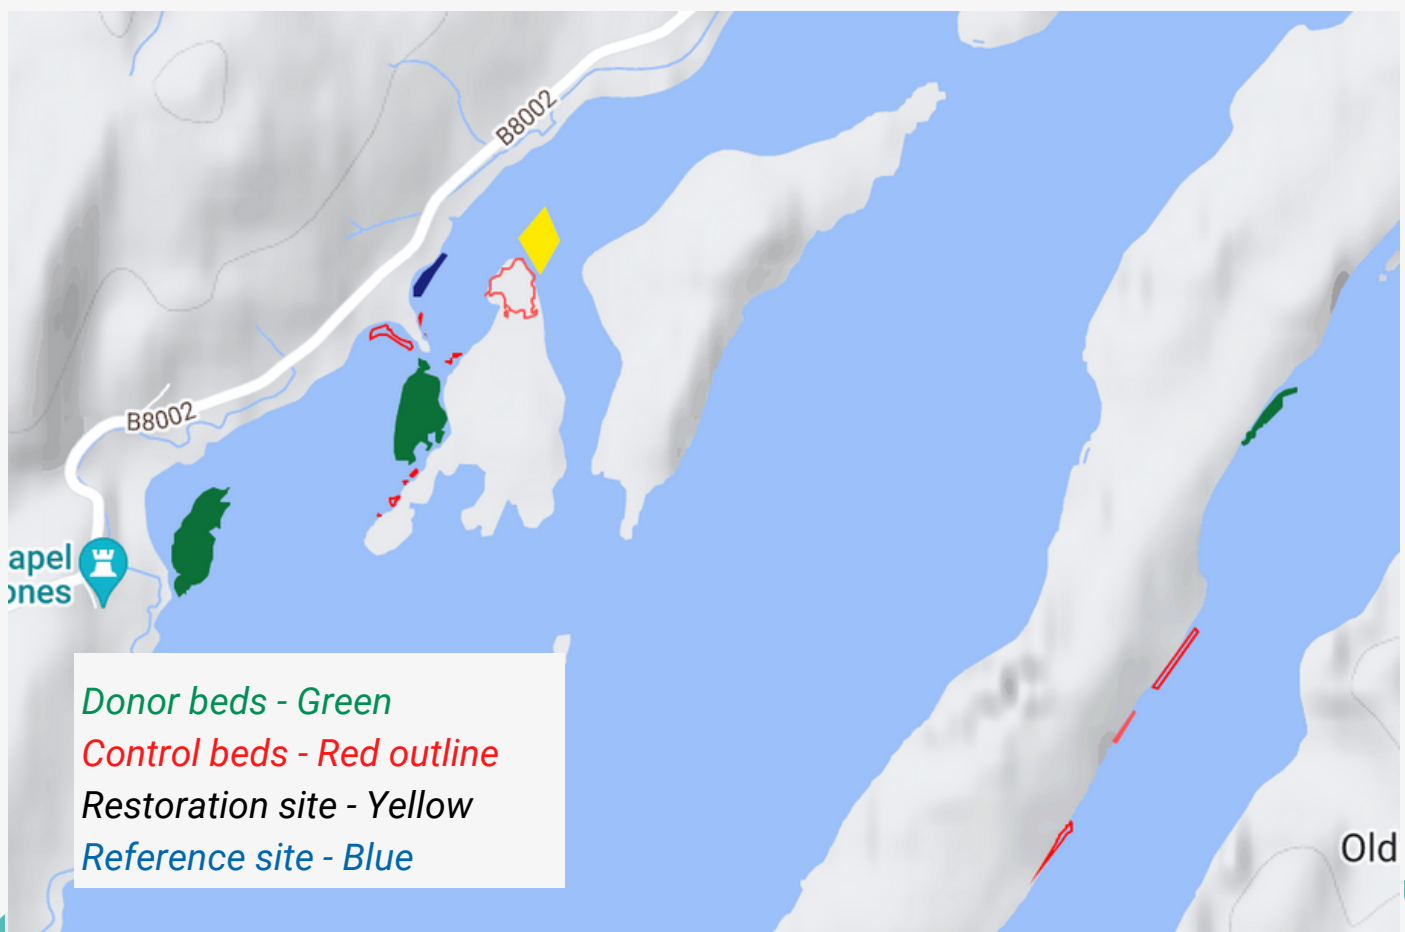 B8002
B8002
apel
ones
Donor beds - Green
Control beds - Red outline
Restoration site - Yellow
Reference site - Blue
Old